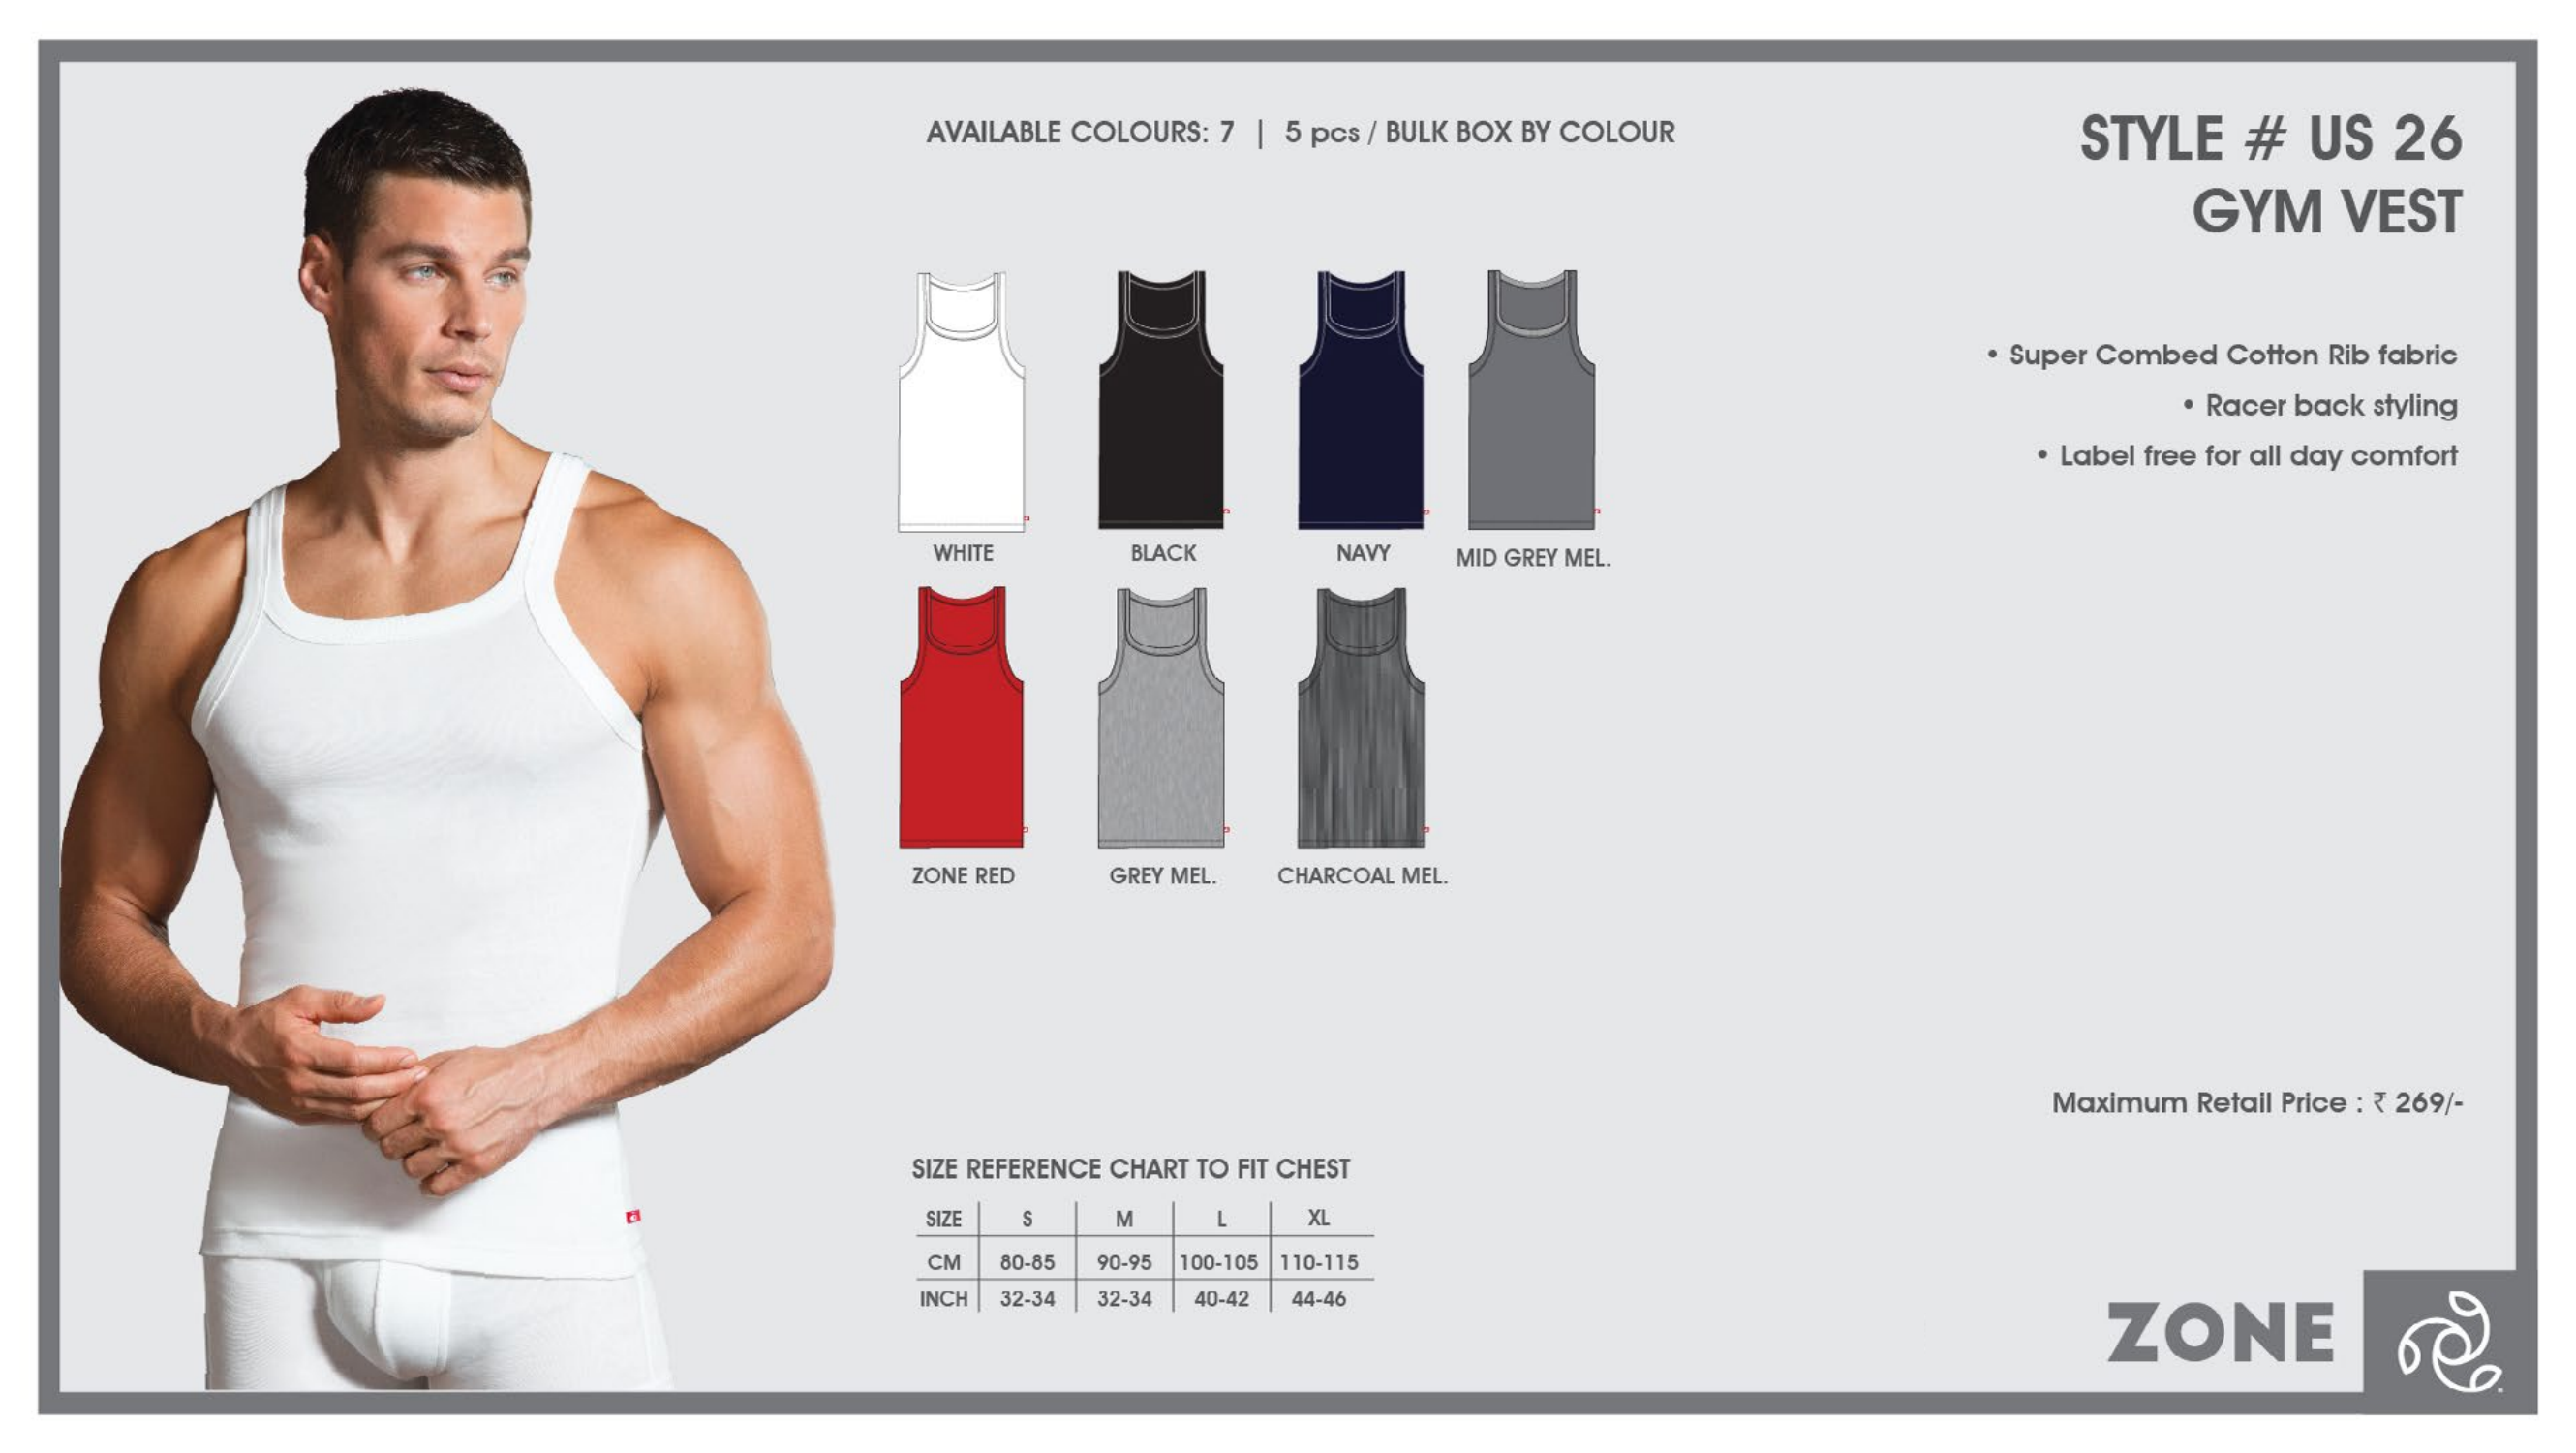 AVAILABLE COLOURS: 7 | 5 pcs / BULK BOX BY COLOUR
STYLE # US 26
GYM VEST
• Super Combed Cotton Rib fabric
• Racer back styling
• Label free for all day comfort
WHITE BLACK NAVY MID GREY MEL.
ZONE RED GREY MEL. CHARCOAL MEL.
Maximum Retail Price : ₹ 269/-
SIZE REFERENCE CHART TO FIT CHEST
SIZE S M L XL
CM 80-85 90-95 100-105 110-115
INCH 32-34 32-34 40-42 44-46
ZONE